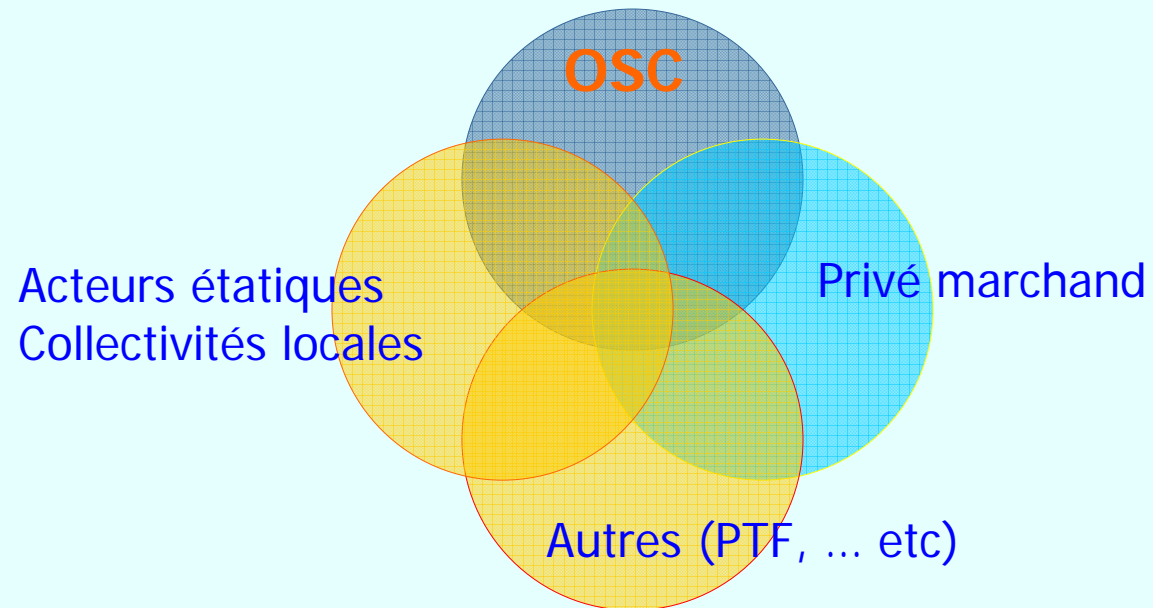 OSC
Acteurs étatiques
Collectivités locales
Privé marchand
Autres (PTF, ... etc)